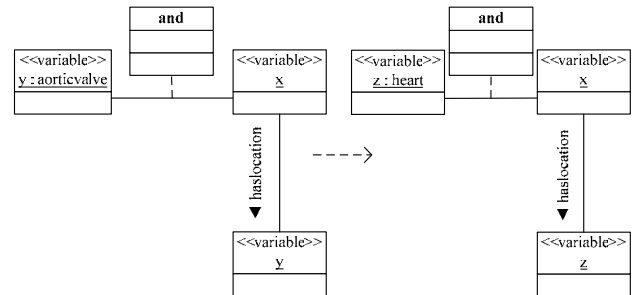 and
<<variable>>
y : aorticvalve
<<variable>>
x
haslocation
<<variable>>
y
and
<<variable>>
z : heart
<<variable>>
x
haslocation
<<variable>>
z